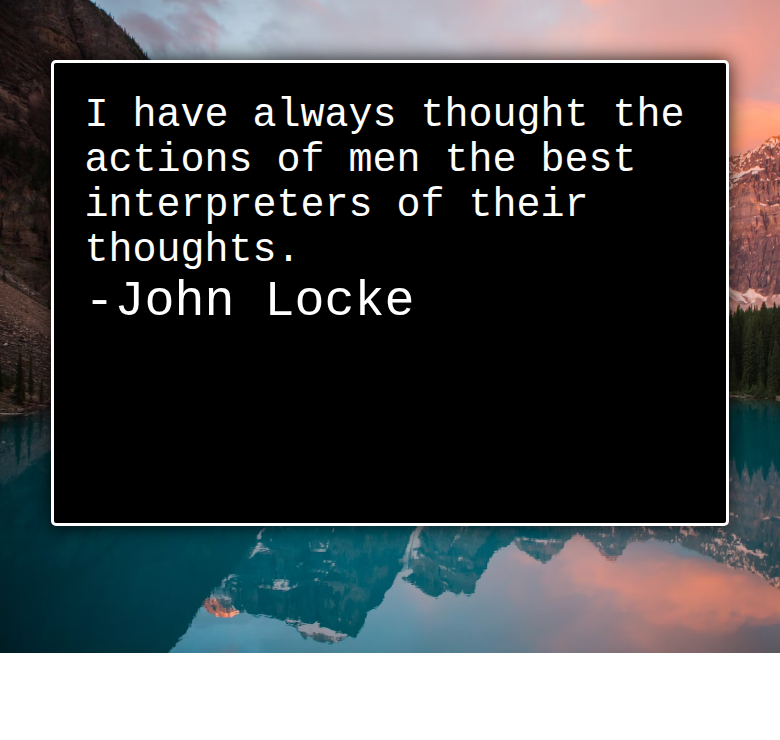 I have always thought the
actions of men the best
interpreters of their
thoughts.
-John Locke